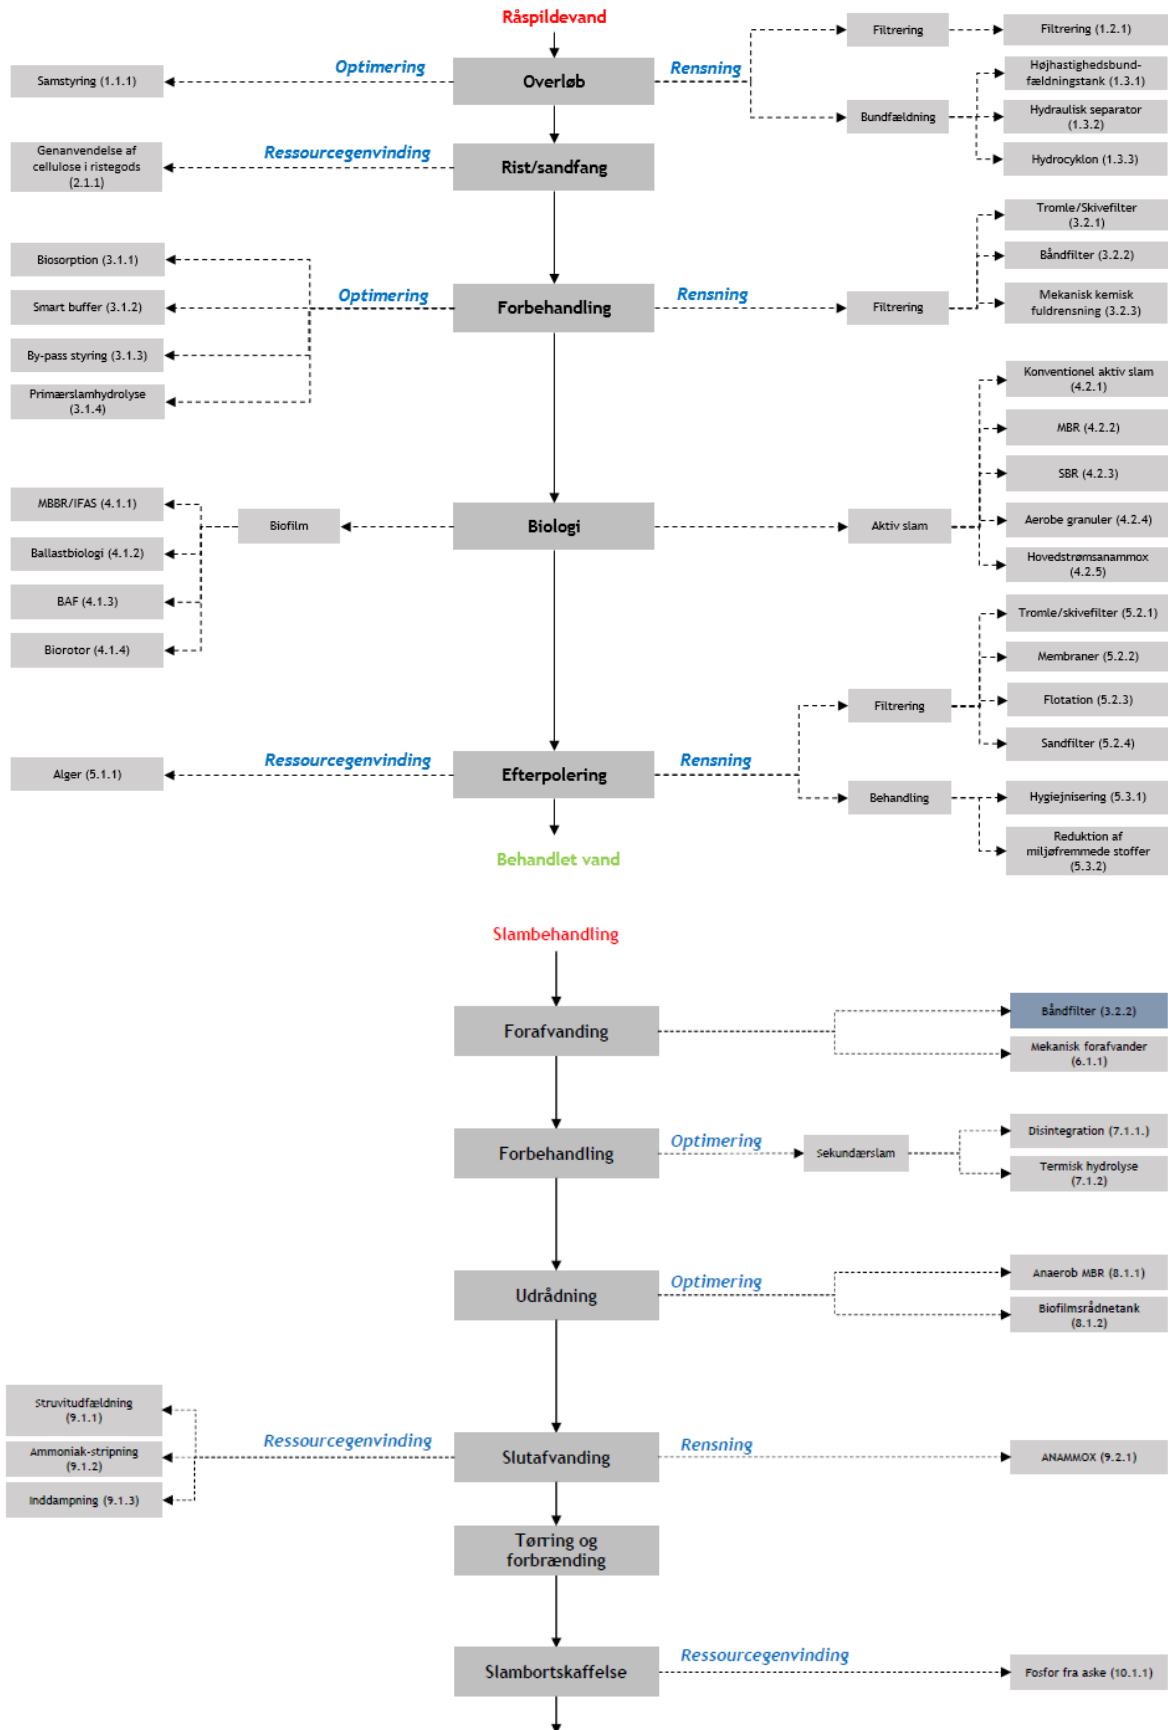 Råspildevand
Optimering
Rensning
Overløb
Samstyring (1.1.1)
Filtrering
Filtrering (1.2.1)
Bundfældning
Højhastighedsbund-
fældningstank (1.3.1)
Hydraulisk separator
(1.3.2)
Hydrocyklon (1.3.3)
Ressourcegenvinding
Rist/sandfang
Genanvendelse af
cellulose i ristegods
(2.1.1)
Optimering
Rensning
Forbehandling
Biosorption (3.1.1)
Smart buffer (3.1.2)
By-pass styring (3.1.3)
Primærslamhydrolyse
(3.1.4)
Filtrering
Tromle/Skivefilter
(3.2.1)
Båndfilter (3.2.2)
Mekanisk kemisk
fuldrensning (3.2.3)
Biologi
Biofilm
MBBR/IFAS (4.1.1)
Ballastbiologi (4.1.2)
BAF (4.1.3)
Biorotor (4.1.4)
Aktiv slam
Konventionel aktiv slam
(4.2.1)
MBR (4.2.2)
SBR (4.2.3)
Aerobe granuler (4.2.4)
Hovedstrømsanammox
(4.2.5)
Ressourcegenvinding
Rensning
Efterpolering
Alger (5.1.1)
Filtrering
Tromle/skivefilter (5.2.1)
Membraner (5.2.2)
Flotation (5.2.3)
Sandfilter (5.2.4)
Behandling
Hygiejnisering (5.3.1)
Reduktion af
miljøfremmede stoffer
(5.3.2)
Behandlet vand
Slambehandling
Forafvanding
Båndfilter (3.2.2)
Mekanisk forafvander
(6.1.1)
Forbehandling
Optimering
Sekundærslam
Disintegration (7.1.1.)
Termisk hydrolyse
(7.1.2)
Udrådning
Optimering
Anaerob MBR (8.1.1)
Biofilmsrådnetank
(8.1.2)
Struvitudfældning
(9.1.1)
Ammoniak-stripning
(9.1.2)
Inddampning (9.1.3)
Ressourcegenvinding
Slutafvanding
Rensning
ANAMMOX (9.2.1)
Tørring og
forbrænding
Slambortskaffelse
Ressourcegenvinding
Fosfor fra aske (10.1.1)